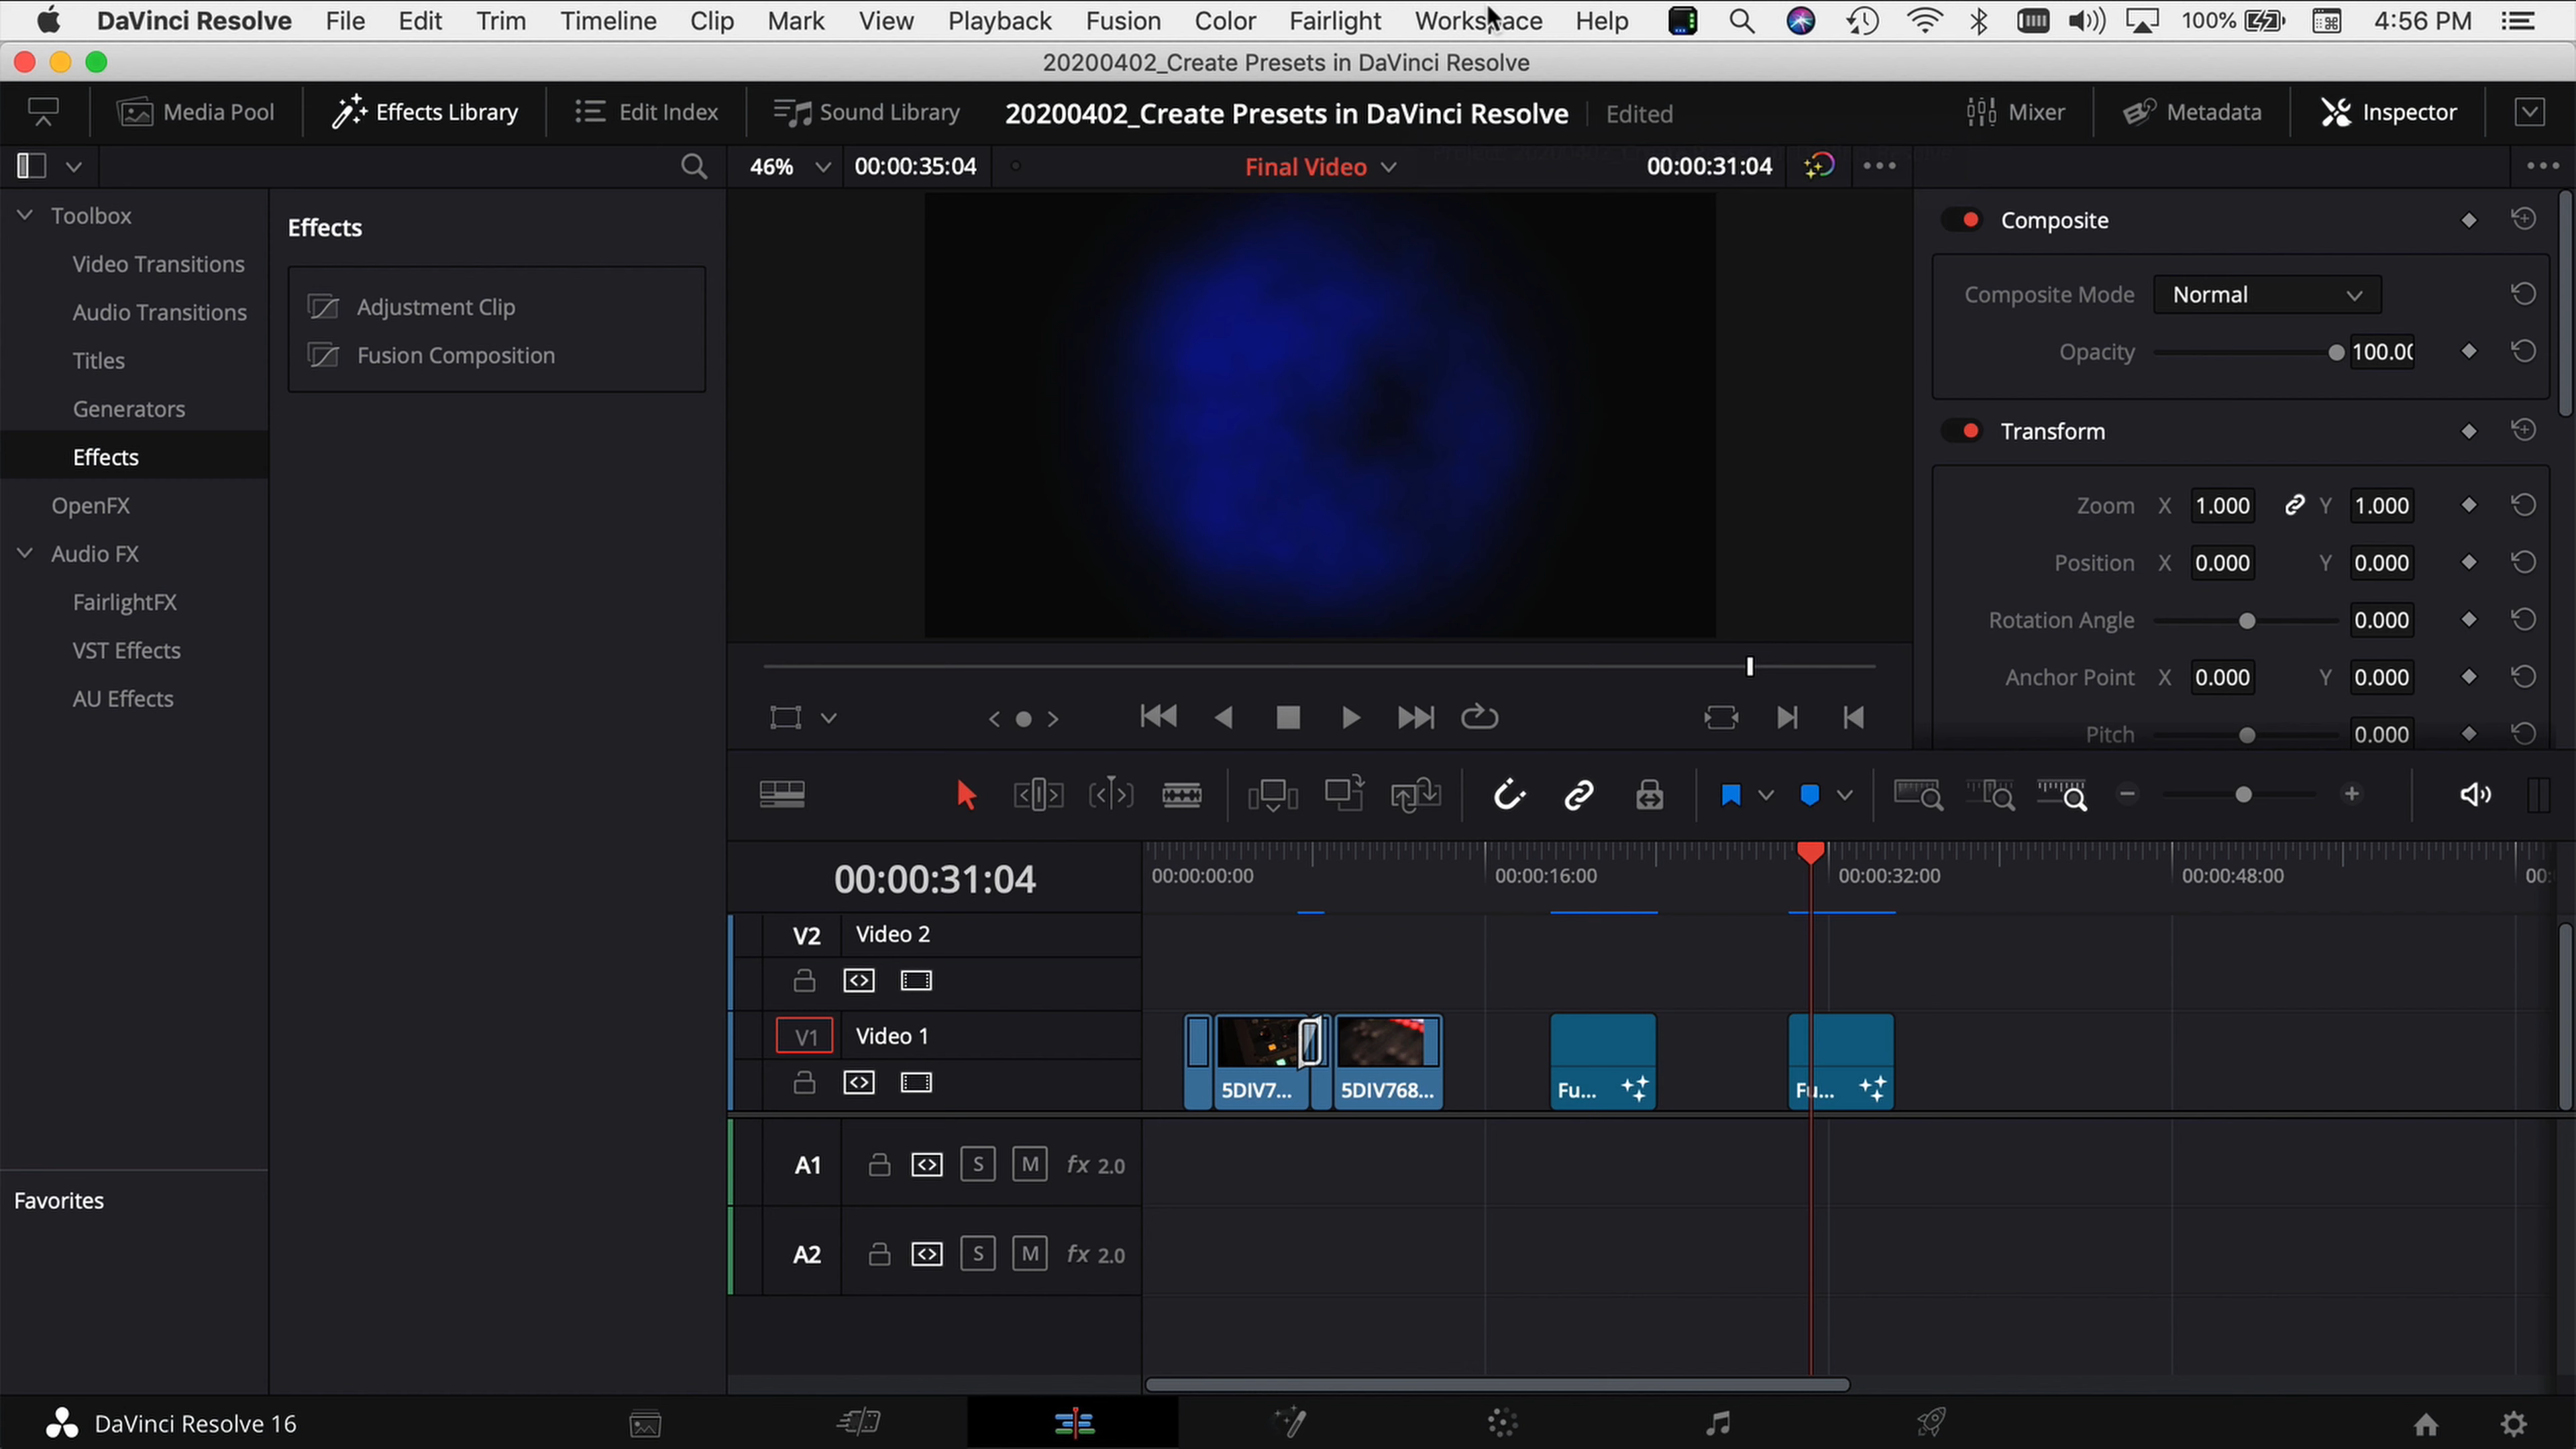 DaVinci Resolve File Edit Trim Timeline Clip Mark View Playback Fusion Color Fairlight Workspace Help 100% 4:56 PM
20200402_Create Presets in DaVinci Resolve
Media Pool Effects Library Edit Index Sound Library 20200402_Create Presets in DaVinci Resolve Edited Mixer Metadata Inspector
46% 00:00:35:04 Final Video 00:00:31:04
Toolbox
Video Transitions
Audio Transitions
Titles
Generators
Effects
OpenFX
Audio FX
FairlightFX
VST Effects
AU Effects
Favorites
Effects
Adjustment Clip
Fusion Composition
Composite
Composite Mode Normal
Opacity 100.00
Transform
Zoom X 1.000 Y 1.000
Position X 0.000 Y 0.000
Rotation Angle 0.000
Anchor Point X 0.000 Y 0.000
Pitch 0.000
00:00:31:04
00:00:00:00 00:00:16:00 00:00:32:00 00:00:48:00 00:
V2 Video 2
V1 Video 1
5DIV7... 5DIV768... Fu... Fu...
A1 S M fx 2.0
A2 S M fx 2.0
DaVinci Resolve 16